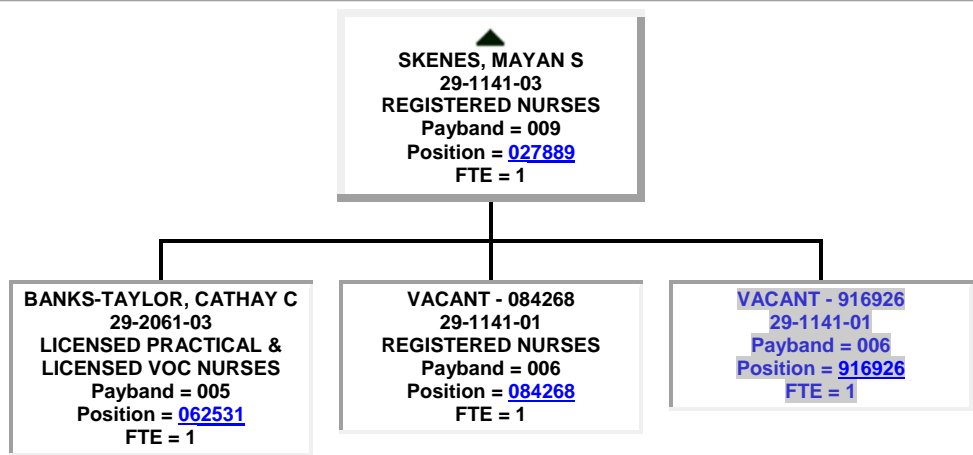 SKENES, MAYAN S
29-1141-03
REGISTERED NURSES
Payband = 009
Position = 027889
FTE = 1
BANKS-TAYLOR, CATHAY C
29-2061-03
LICENSED PRACTICAL &
LICENSED VOC NURSES
Payband = 005
Position = 062531
FTE = 1
VACANT - 084268
29-1141-01
REGISTERED NURSES
Payband = 006
Position = 084268
FTE = 1
VACANT - 916926
29-1141-01
Payband = 006
Position = 916926
FTE = 1